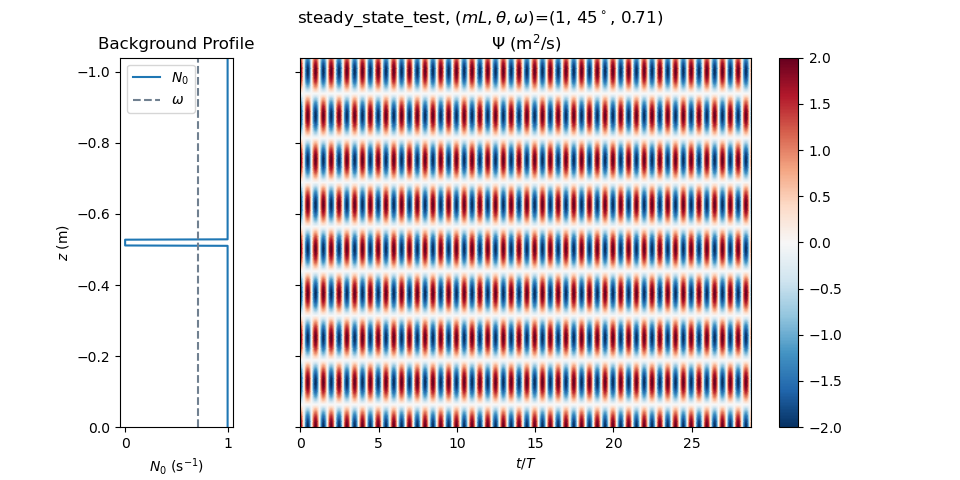 steady_state_test, (mL, θ, ω)=(1, 45°, 0.71)
Background Profile
Ψ (m²/s)
N₀
ω
−1.0
−0.8
−0.6
−0.4
−0.2
0.0
z (m)
0
1
N₀ (s⁻¹)
0
5
10
15
20
25
t/T
2.0
1.5
1.0
0.5
0.0
−0.5
−1.0
−1.5
−2.0